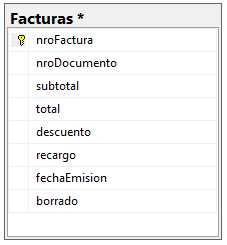 Facturas *
nroFactura
nroDocumento
subtotal
total
descuento
recargo
fechaEmision
borrado